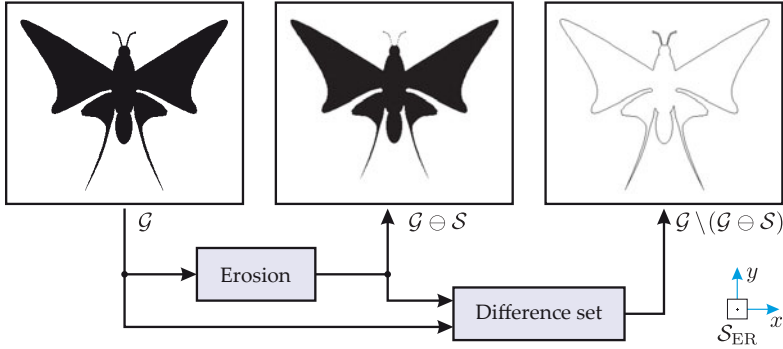 𝒢
𝒢 ⊖ 𝒮
𝒢 \ (𝒢 ⊖ 𝒮)
Erosion
Difference set
y
x
𝒮ER